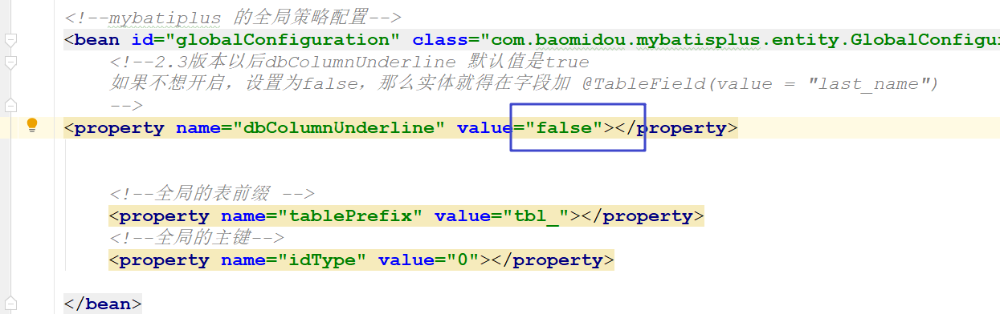 <!--mybatiplus 的全局策略配置-->
<bean id="globalConfiguration" class="com.baomidou.mybatisplus.entity.GlobalConfigu
<!--2.3版本以后dbColumnUnderline 默认值是true
如果不想开启，设置为false，那么实体就得在字段加 @TableField(value = "last_name")
-->
<property name="dbColumnUnderline" value="false"></property>
<!--全局的表前缀 -->
<property name="tablePrefix" value="tbl_"></property>
<!--全局的主键-->
<property name="idType" value="0"></property>
</bean>